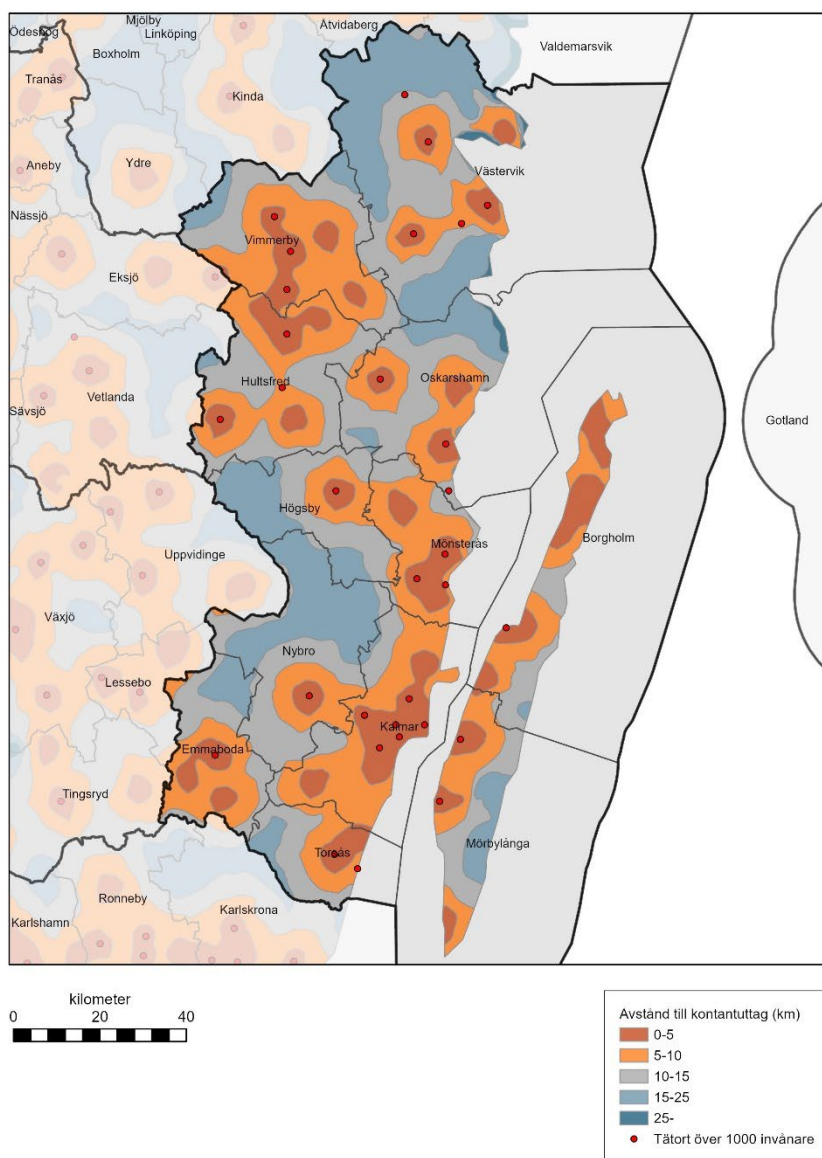 Ödeshög
Mjölby
Linköping
Åtvidaberg
Boxholm
Valdemarsvik
Tranås
Kinda
Aneby
Ydre
Västervik
Nässjö
Vimmerby
Eksjö
Oskarshamn
Hultsfred
Vetlanda
Sävsjö
Gotland
Högsby
Borgholm
Mönsterås
Uppvidinge
Växjö
Nybro
Lessebo
Kalmar
Emmaboda
Tingsryd
Mörbylånga
Torsås
Ronneby
Karlshamn
Karlskrona
kilometer
0 20 40
Avstånd till kontantuttag (km)
0-5
5-10
10-15
15-25
25-
Tätort över 1000 invånare